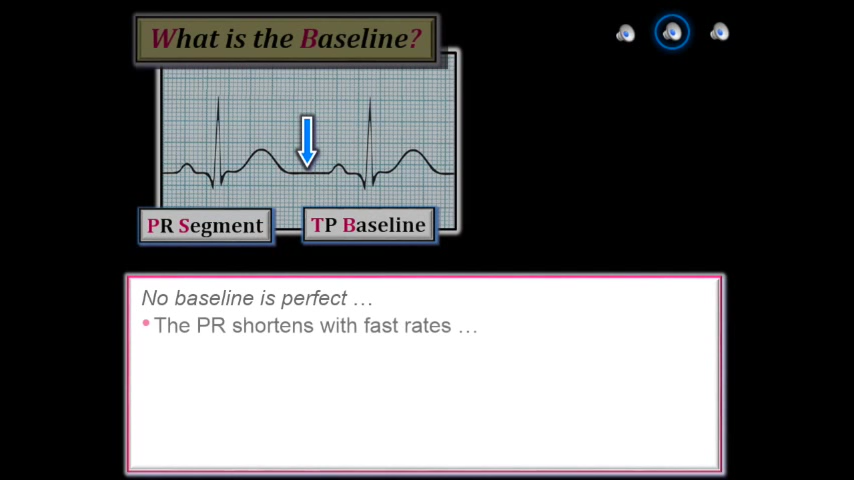 What is the Baseline?
PR Segment
TP Baseline
No baseline is perfect …
• The PR shortens with fast rates …